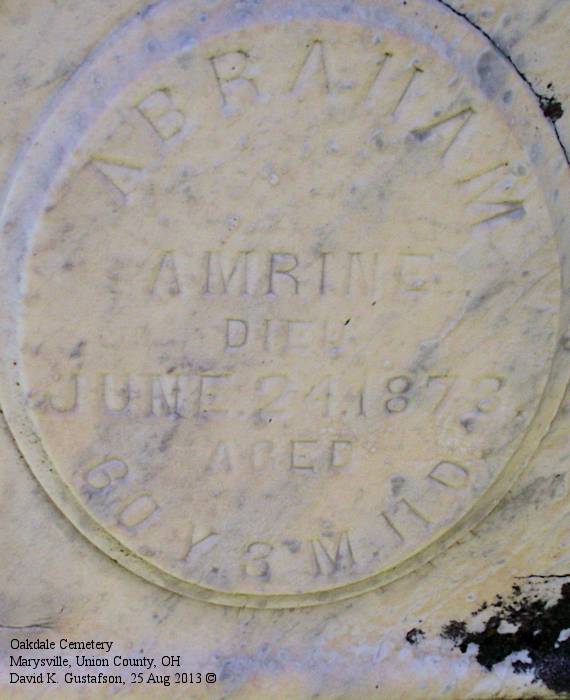 ABRAHAM
AMRINE
DIED
JUNE. 24. 1873.
AGED
60 Y. 3 M. 17 D.
Oakdale Cemetery
Marysville, Union County, OH
David K. Gustafson, 25 Aug 2013 ©